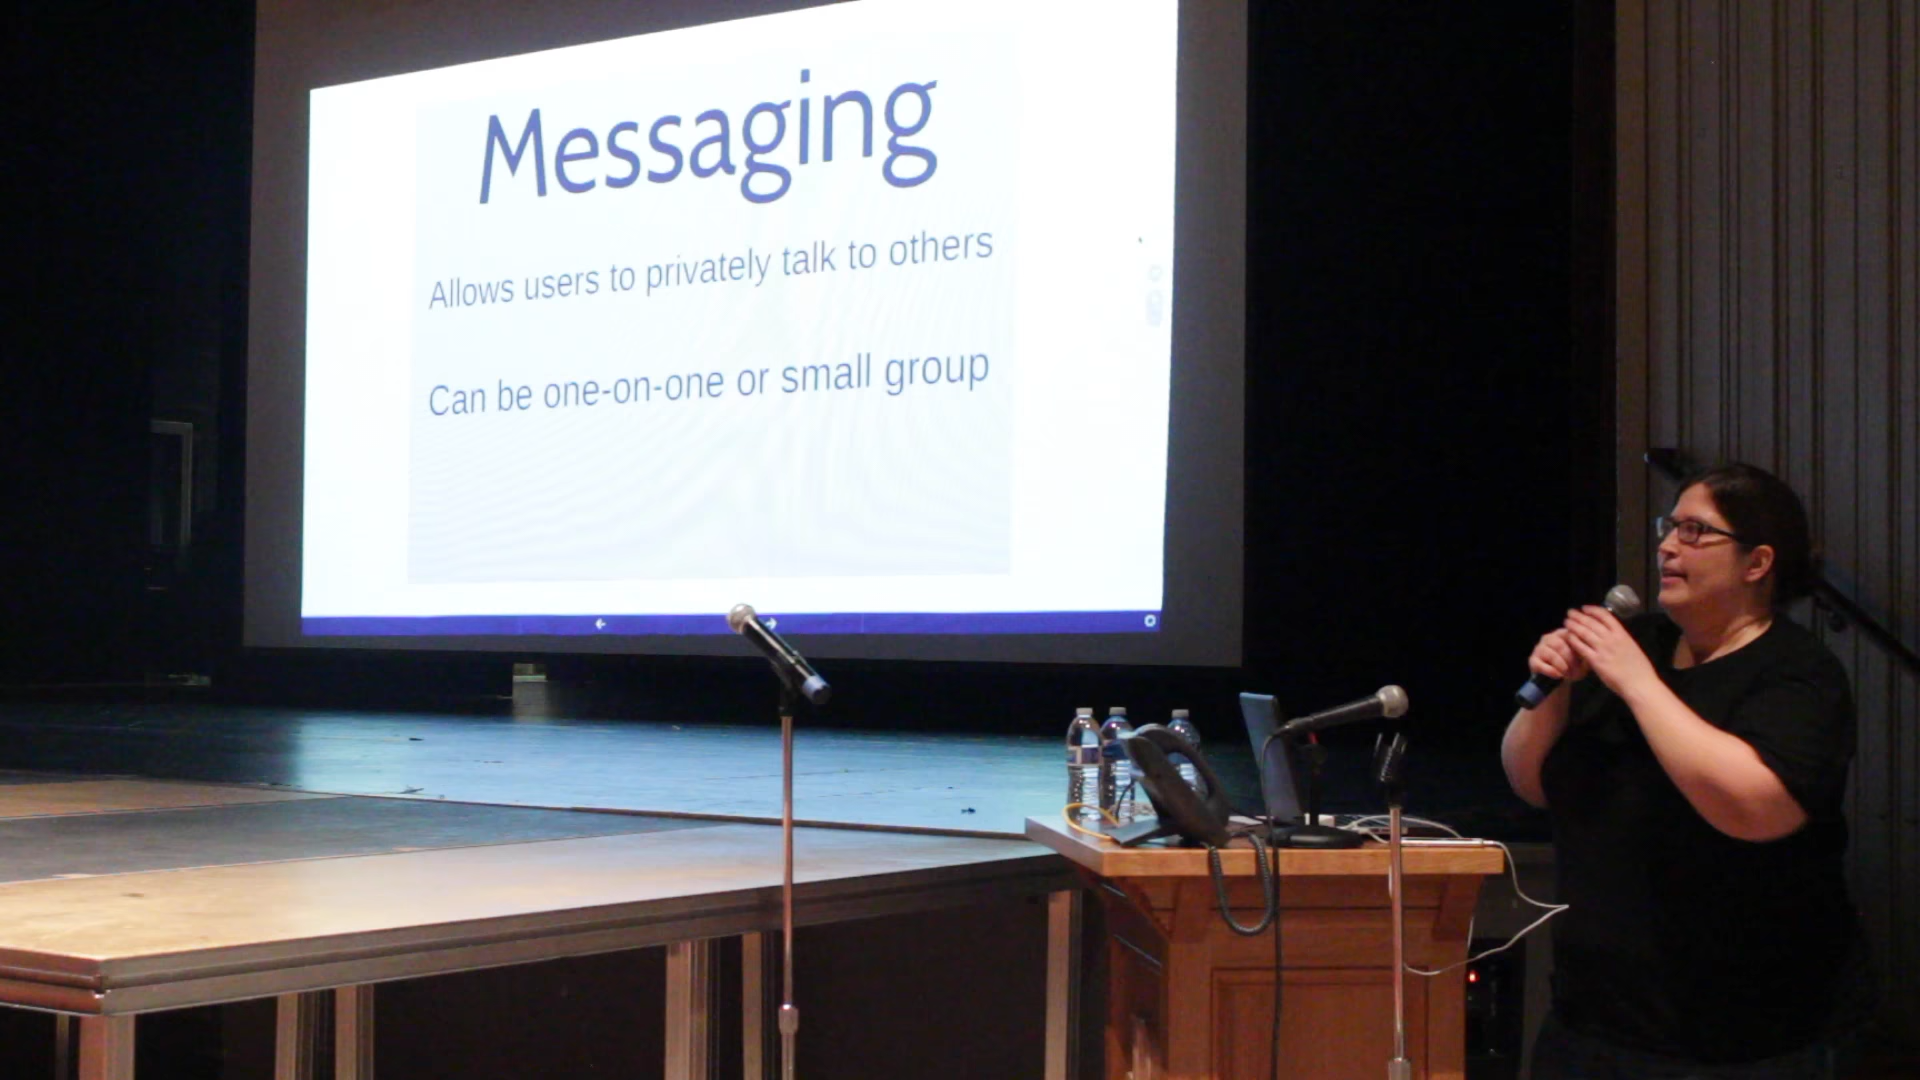 Messaging
Allows users to privately talk to others
Can be one-on-one or small group